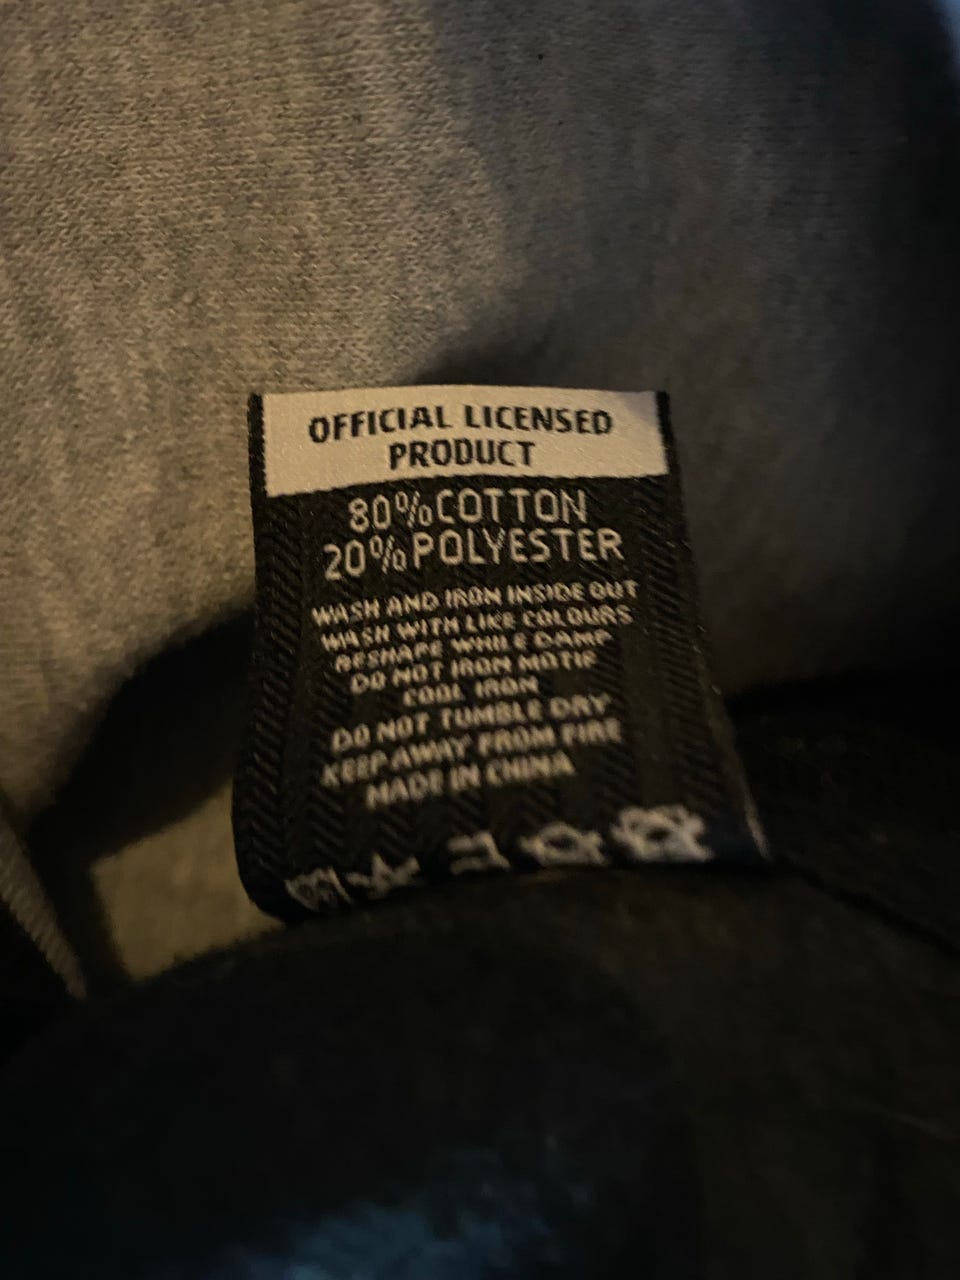 OFFICIAL LICENSED
PRODUCT
80%COTTON
20%POLYESTER
WASH AND IRON INSIDE OUT
WASH WITH LIKE COLOURS
RESHAPE WHILE DAMP
DO NOT IRON MOTIF
COOL IRON
DO NOT TUMBLE DRY
KEEP AWAY FROM FIRE
MADE IN CHINA